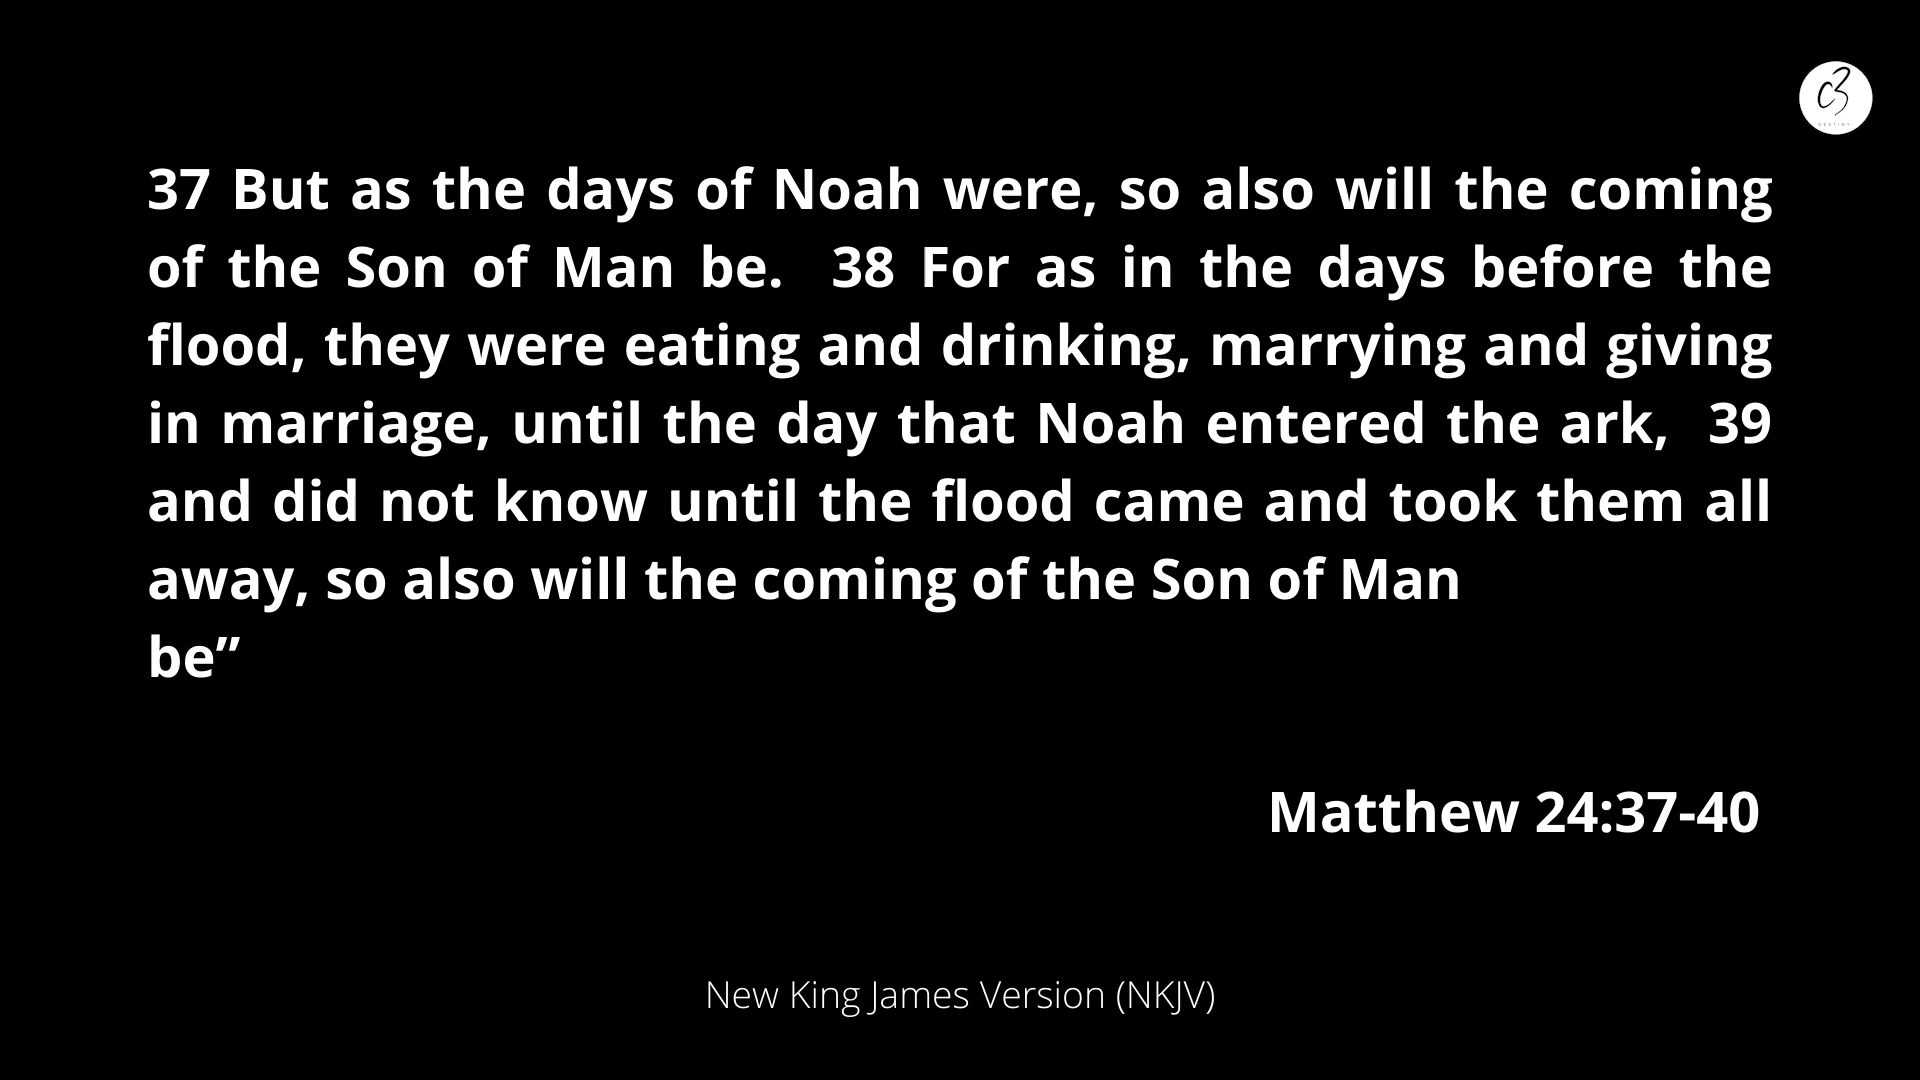 C3
DESTINY
37 But as the days of Noah were, so also will the coming
of the Son of Man be.  38 For as in the days before the
flood, they were eating and drinking, marrying and giving
in marriage, until the day that Noah entered the ark,  39
and did not know until the flood came and took them all
away, so also will the coming of the Son of Man
be”
Matthew 24:37-40
New King James Version (NKJV)